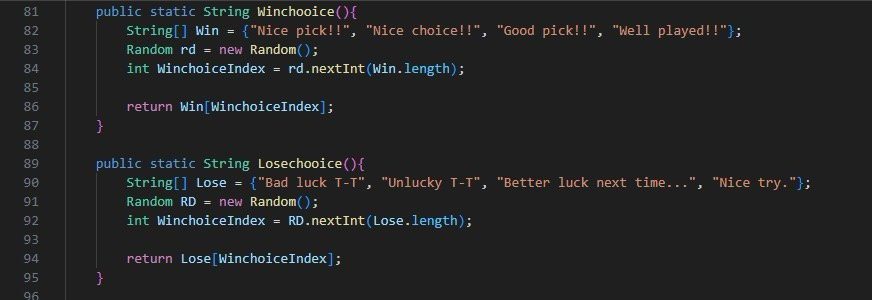 81 public static String Winchooice(){
82 String[] Win = {"Nice pick!!", "Nice choice!!", "Good pick!!", "Well played!!"};
83 Random rd = new Random();
84 int WinchoiceIndex = rd.nextInt(Win.length);
85
86 return Win[WinchoiceIndex];
87 }
88
89 public static String Losechooice(){
90 String[] Lose = {"Bad luck T-T", "Unlucky T-T", "Better luck next time...", "Nice try."};
91 Random RD = new Random();
92 int WinchoiceIndex = RD.nextInt(Lose.length);
93
94 return Lose[WinchoiceIndex];
95 }
96